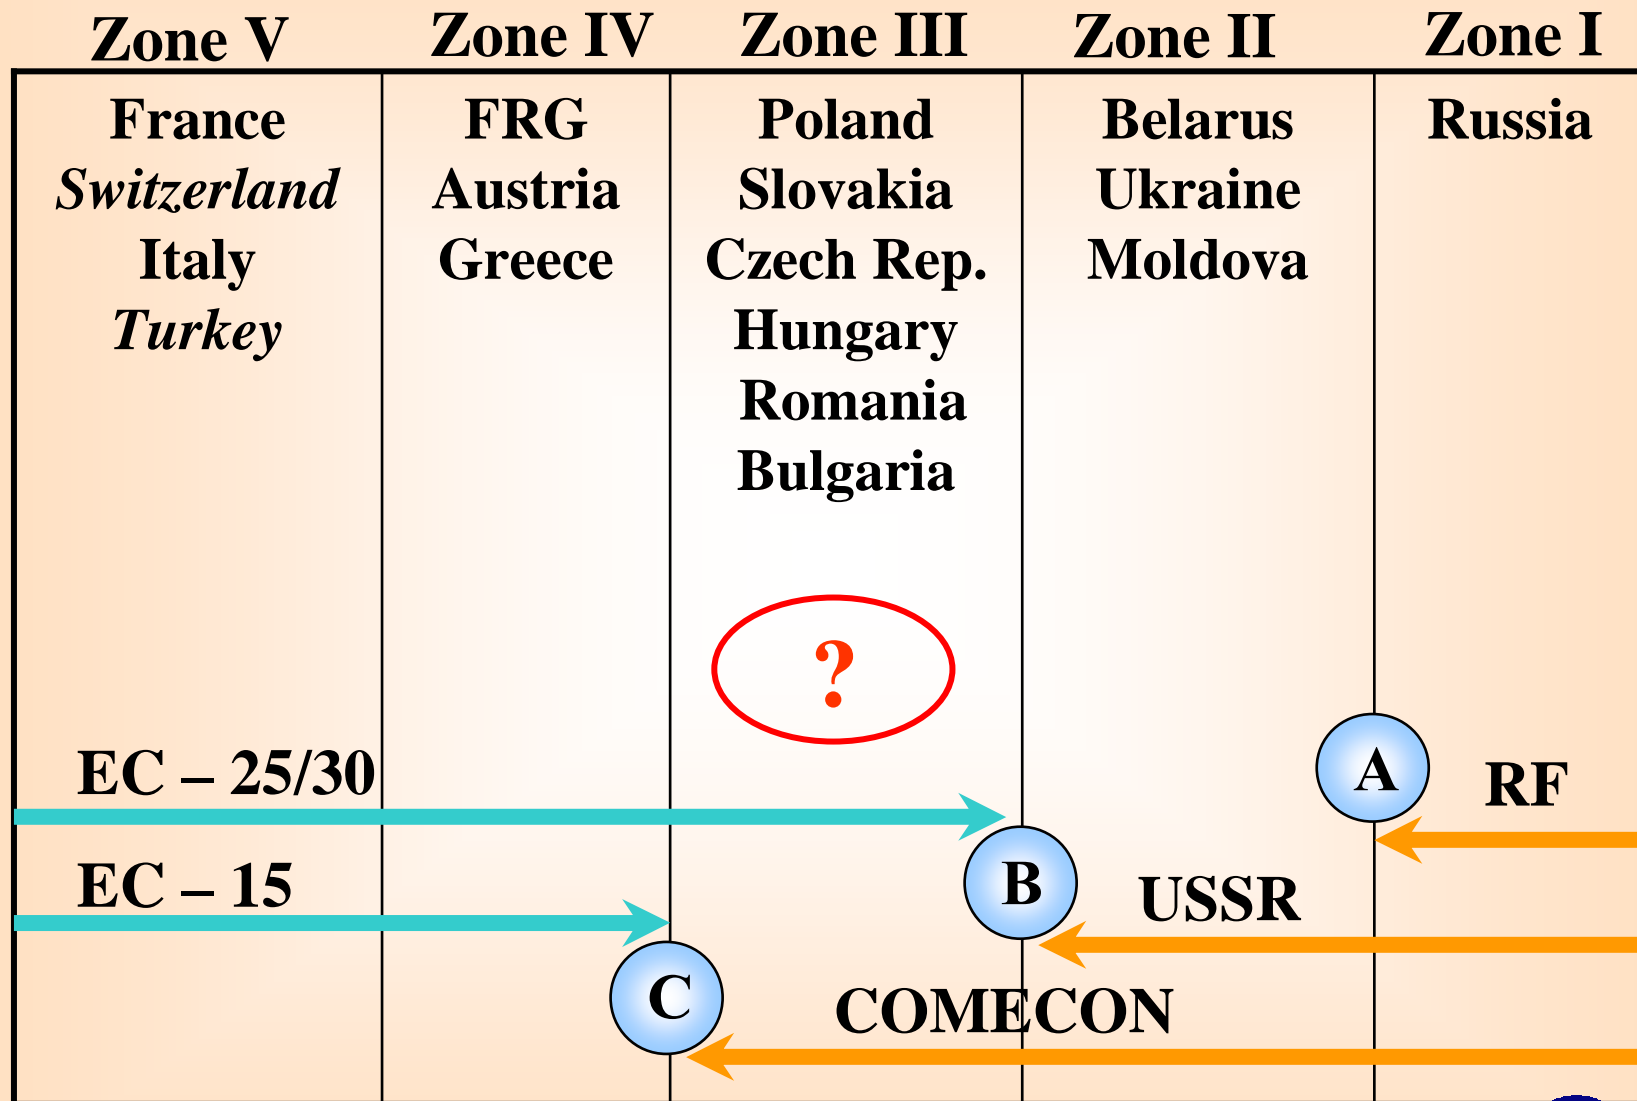 Zone V Zone IV Zone III Zone II Zone I
France FRG Poland Belarus Russia
Switzerland Austria Slovakia Ukraine
Italy Greece Czech Rep. Moldova
Turkey Hungary
Romania
Bulgaria
?
EC – 25/30 A RF
EC – 15 B USSR
C COMECON